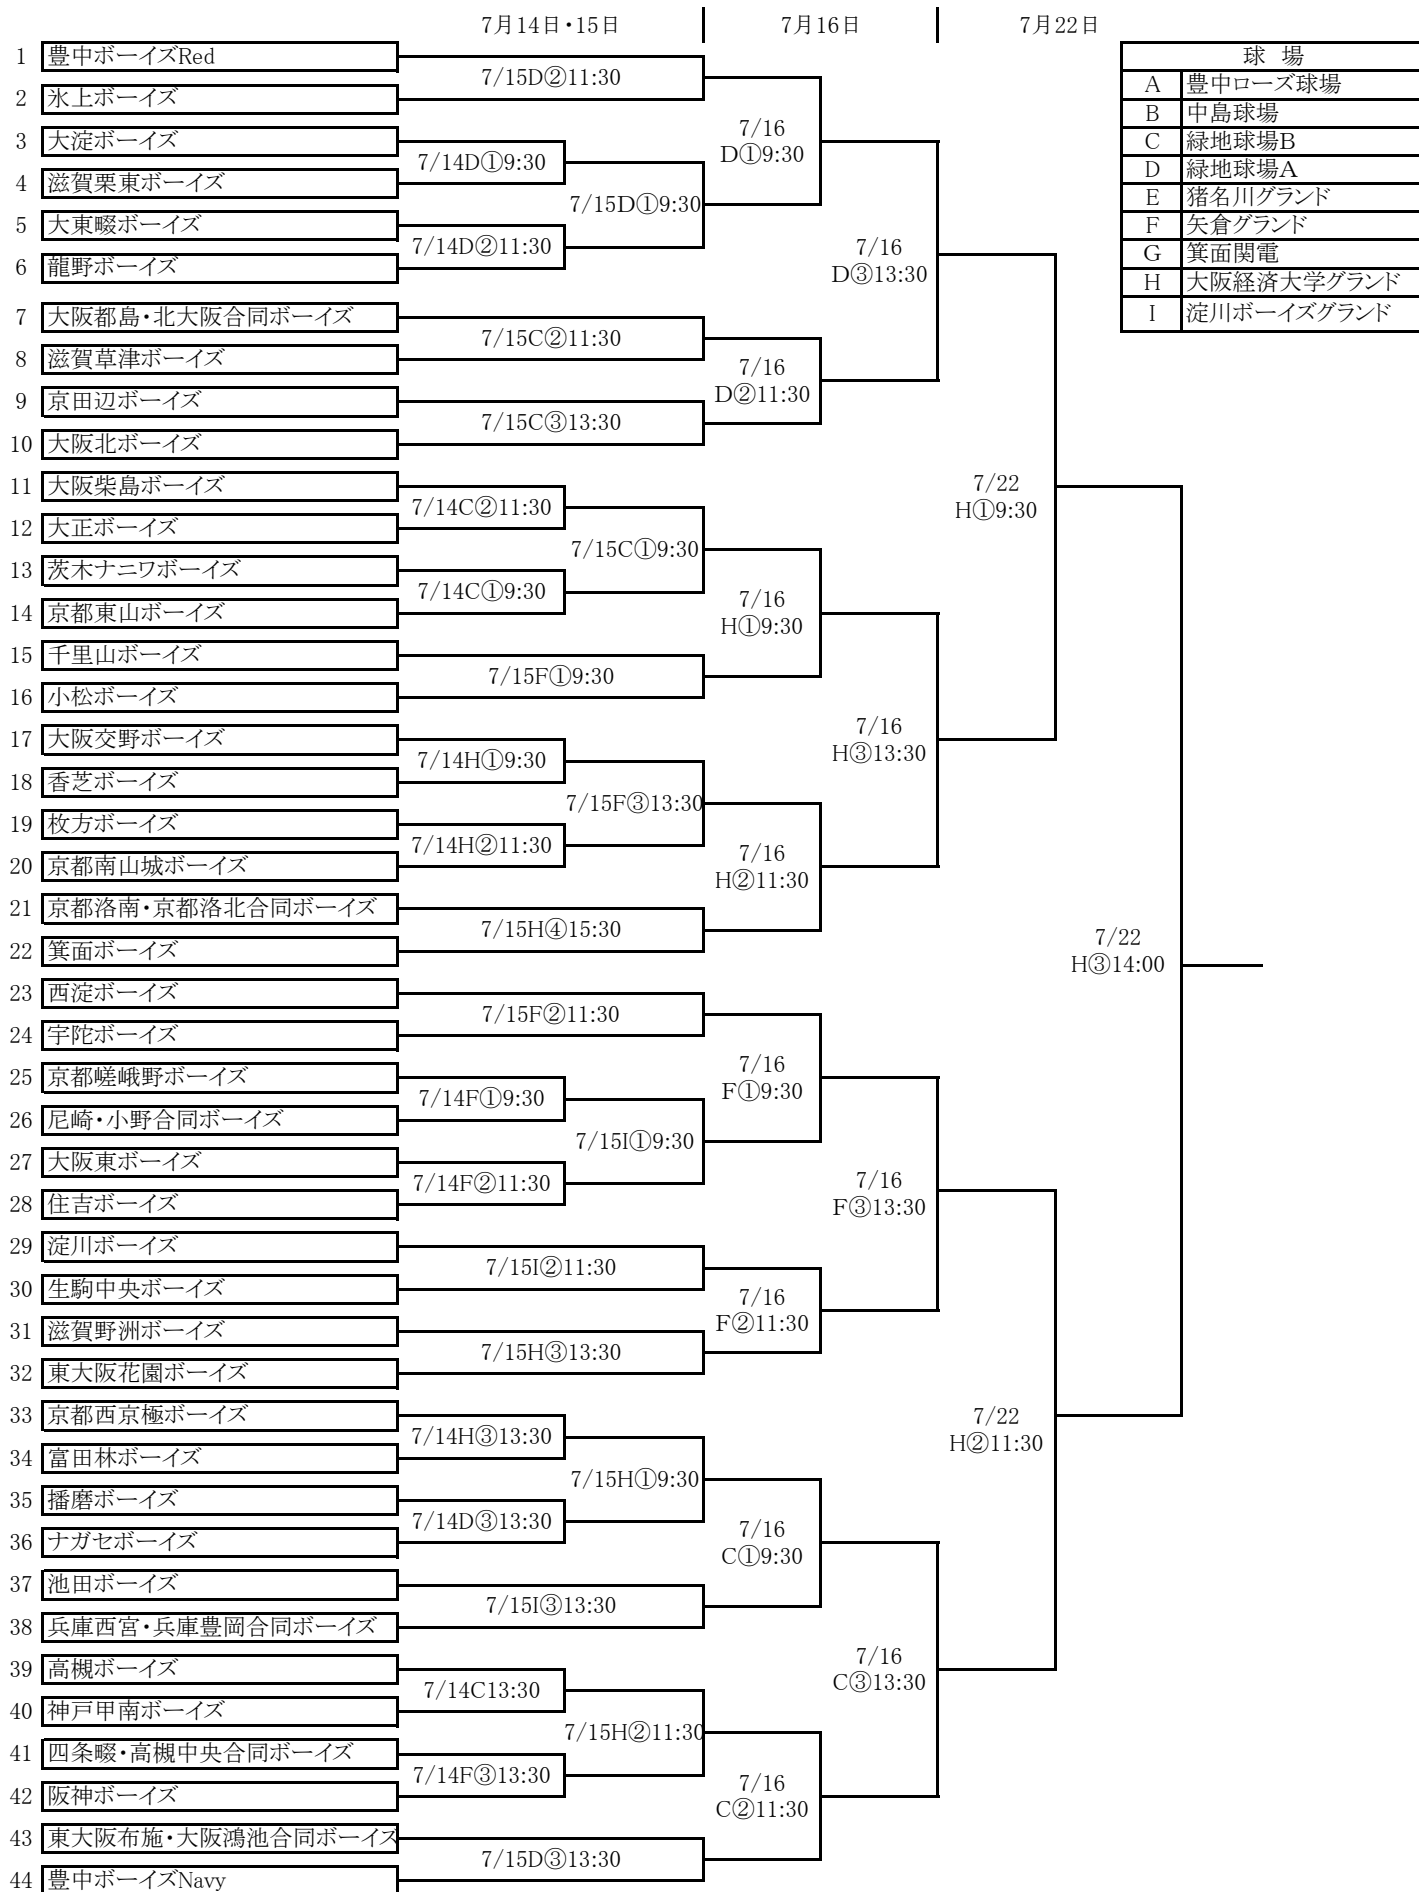 7月14日・15日 7月16日 7月22日
球 場
A 豊中ローズ球場
B 中島球場
C 緑地球場B
D 緑地球場A
E 猪名川グランド
F 矢倉グランド
G 箕面関電
H 大阪経済大学グランド
I 淀川ボーイズグランド
1 豊中ボーイズRed
2 氷上ボーイズ
3 大淀ボーイズ
4 滋賀栗東ボーイズ
5 大東畷ボーイズ
6 龍野ボーイズ
7 大阪都島・北大阪合同ボーイズ
8 滋賀草津ボーイズ
9 京田辺ボーイズ
10 大阪北ボーイズ
11 大阪柴島ボーイズ
12 大正ボーイズ
13 茨木ナニワボーイズ
14 京都東山ボーイズ
15 千里山ボーイズ
16 小松ボーイズ
17 大阪交野ボーイズ
18 香芝ボーイズ
19 枚方ボーイズ
20 京都南山城ボーイズ
21 京都洛南・京都洛北合同ボーイズ
22 箕面ボーイズ
23 西淀ボーイズ
24 宇陀ボーイズ
25 京都嵯峨野ボーイズ
26 尼崎・小野合同ボーイズ
27 大阪東ボーイズ
28 住吉ボーイズ
29 淀川ボーイズ
30 生駒中央ボーイズ
31 滋賀野洲ボーイズ
32 東大阪花園ボーイズ
33 京都西京極ボーイズ
34 富田林ボーイズ
35 播磨ボーイズ
36 ナガセボーイズ
37 池田ボーイズ
38 兵庫西宮・兵庫豊岡合同ボーイズ
39 高槻ボーイズ
40 神戸甲南ボーイズ
41 四条畷・高槻中央合同ボーイズ
42 阪神ボーイズ
43 東大阪布施・大阪鴻池合同ボーイズ
44 豊中ボーイズNavy
7/15D②11:30
7/14D①9:30
7/14D②11:30
7/15D①9:30
7/15C②11:30
7/15C③13:30
7/14C②11:30
7/14C①9:30
7/15C①9:30
7/15F①9:30
7/14H①9:30
7/14H②11:30
7/15F③13:30
7/15H④15:30
7/15F②11:30
7/14F①9:30
7/14F②11:30
7/15I①9:30
7/15I②11:30
7/15H③13:30
7/14H③13:30
7/14D③13:30
7/15H①9:30
7/15I③13:30
7/14C13:30
7/14F③13:30
7/15H②11:30
7/15D③13:30
7/16
D①9:30
7/16
D②11:30
7/16
H①9:30
7/16
H②11:30
7/16
F①9:30
7/16
F②11:30
7/16
C①9:30
7/16
C②11:30
7/16
D③13:30
7/16
H③13:30
7/16
F③13:30
7/16
C③13:30
7/22
H①9:30
7/22
H②11:30
7/22
H③14:00